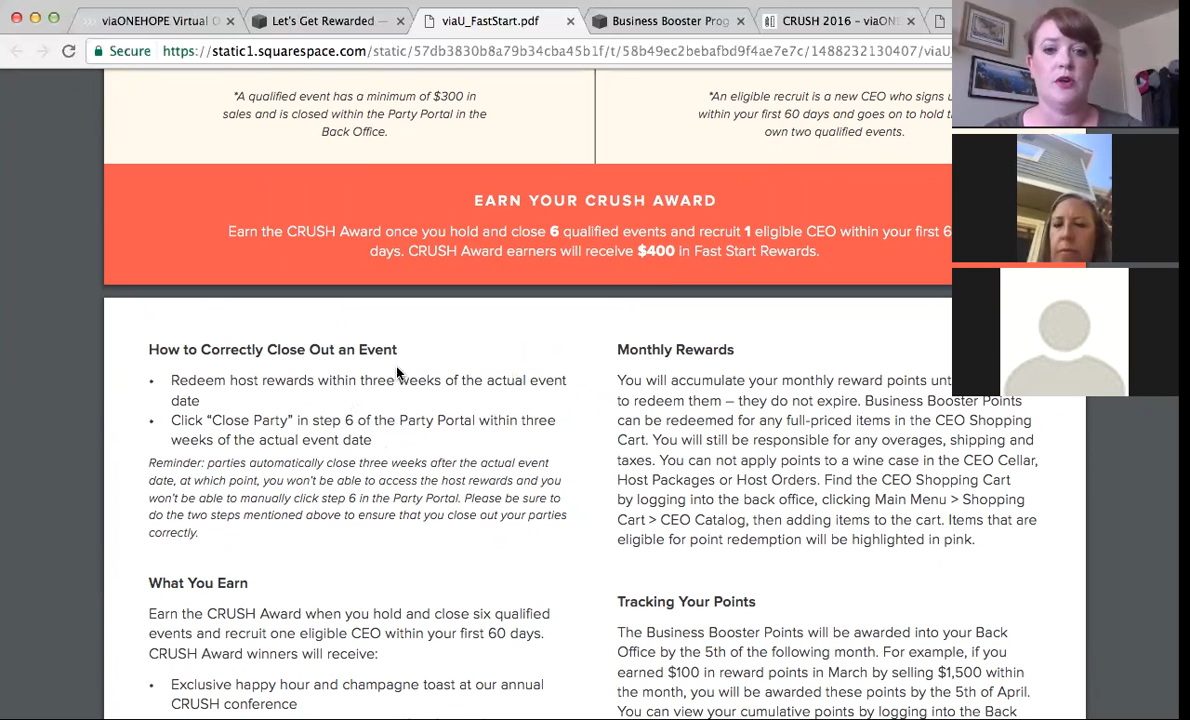 viaONEHOPE Virtual O
Let's Get Rewarded —
viaU_FastStart.pdf
Business Booster Prog
CRUSH 2016 – viaON
Secure
https://static1.squarespace.com/static/57db3830b8a79b34cba45b1f/t/58b49ec2bebafbd9f4ae7e7c/1488232130407/viaU
*A qualified event has a minimum of $300 in
sales and is closed within the Party Portal in the
Back Office.
*An eligible recruit is a new CEO who signs u
within your first 60 days and goes on to hold t
own two qualified events.
EARN YOUR CRUSH AWARD
Earn the CRUSH Award once you hold and close 6 qualified events and recruit 1 eligible CEO within your first 6
days. CRUSH Award earners will receive $400 in Fast Start Rewards.
How to Correctly Close Out an Event
• Redeem host rewards within three weeks of the actual event
date
• Click “Close Party” in step 6 of the Party Portal within three
weeks of the actual event date
Reminder: parties automatically close three weeks after the actual event
date, at which point, you won't be able to access the host rewards and you
won't be able to manually click step 6 in the Party Portal. Please be sure to
do the two steps mentioned above to ensure that you close out your parties
correctly.
What You Earn
Earn the CRUSH Award when you hold and close six qualified
events and recruit one eligible CEO within your first 60 days.
CRUSH Award winners will receive:
• Exclusive happy hour and champagne toast at our annual
CRUSH conference
Monthly Rewards
You will accumulate your monthly reward points unt
to redeem them – they do not expire. Business Booster Points
can be redeemed for any full-priced items in the CEO Shopping
Cart. You will still be responsible for any overages, shipping and
taxes. You can not apply points to a wine case in the CEO Cellar,
Host Packages or Host Orders. Find the CEO Shopping Cart
by logging into the back office, clicking Main Menu > Shopping
Cart > CEO Catalog, then adding items to the cart. Items that are
eligible for point redemption will be highlighted in pink.
Tracking Your Points
The Business Booster Points will be awarded into your Back
Office by the 5th of the following month. For example, if you
earned $100 in reward points in March by selling $1,500 within
the month, you will be awarded these points by the 5th of April.
You can view your cumulative points by logging into the Back